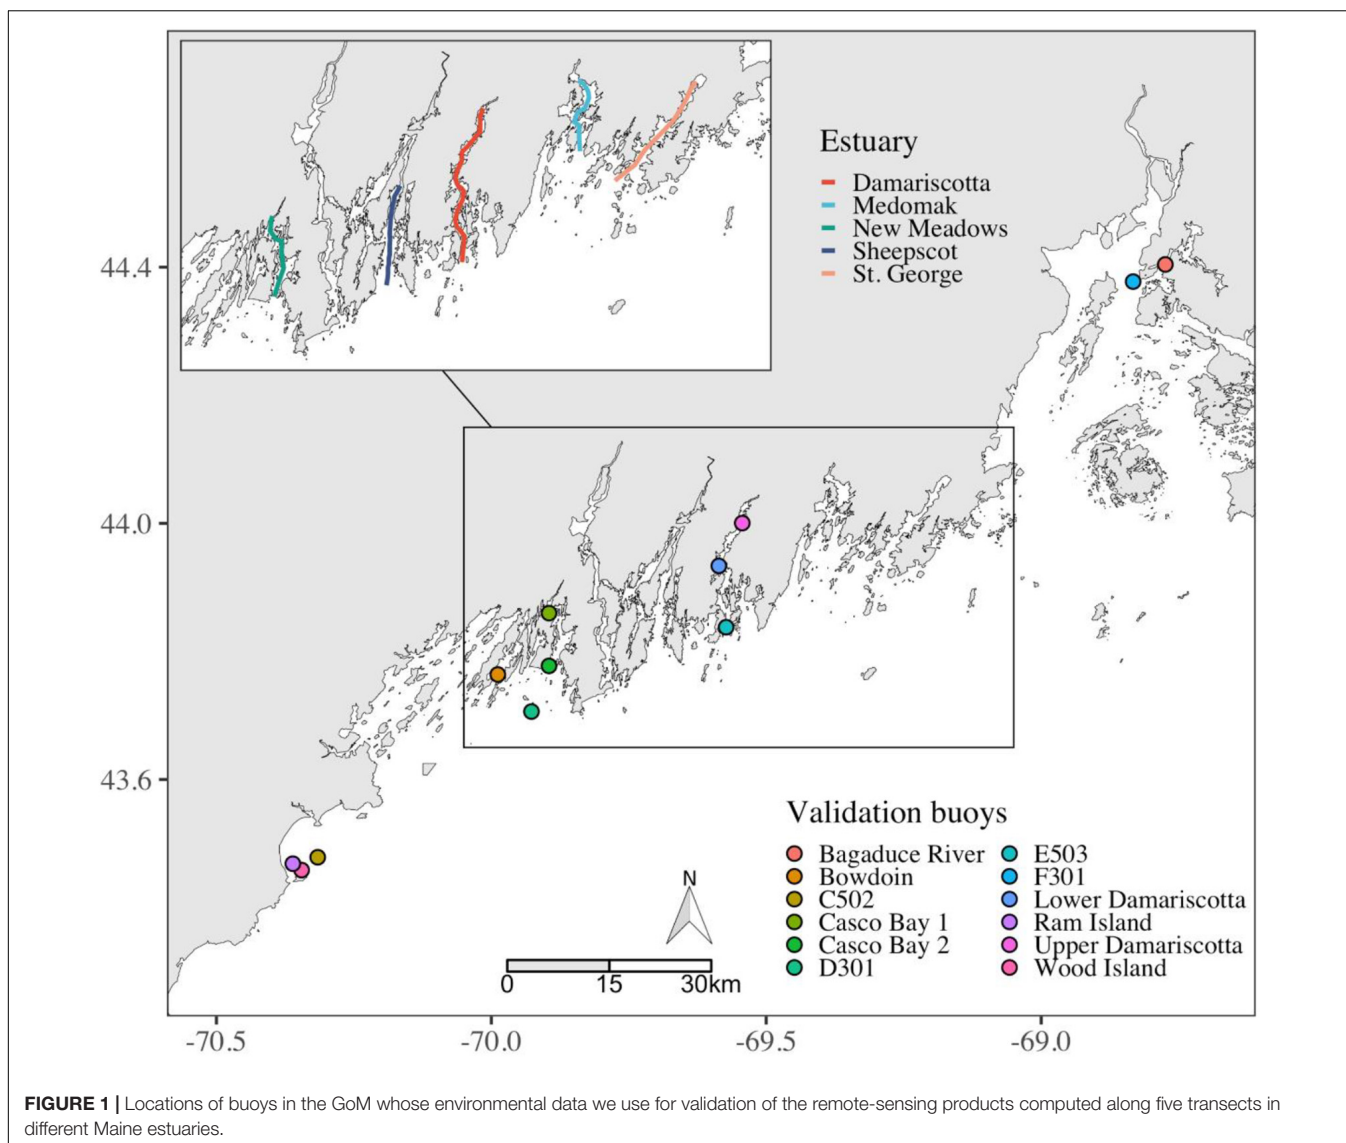 Estuary
Damariscotta
Medomak
New Meadows
Sheepscot
St. George
44.4
44.0
43.6
Validation buoys
Bagaduce River
Bowdoin
C502
Casco Bay 1
Casco Bay 2
D301
E503
F301
Lower Damariscotta
Ram Island
Upper Damariscotta
Wood Island
N
0 15 30km
-70.5 -70.0 -69.5 -69.0
FIGURE 1 | Locations of buoys in the GoM whose environmental data we use for validation of the remote-sensing products computed along five transects in
different Maine estuaries.